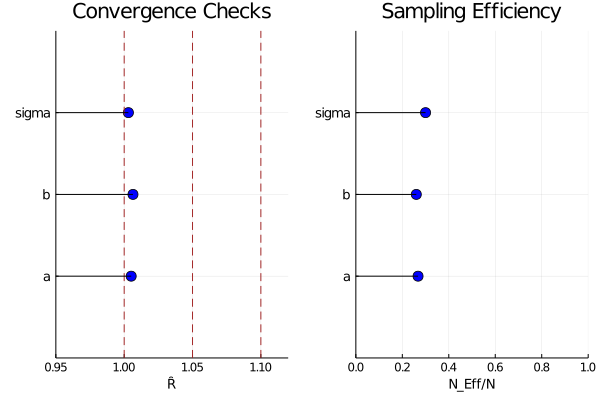 Convergence Checks
sigma
b
a
0.95 1.00 1.05 1.10
R̂
Sampling Efficiency
sigma
b
a
0.0 0.2 0.4 0.6 0.8 1.0
N_Eff/N